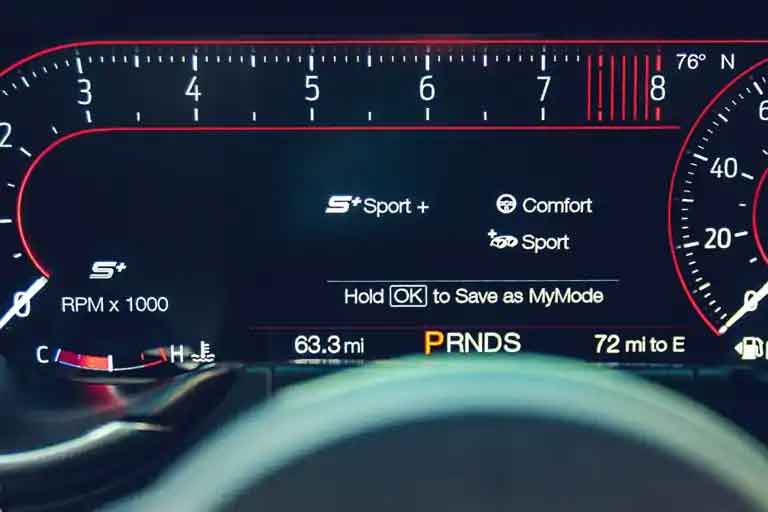 2 3 4 5 6 7 8
76° N
40
20
0
S+ Sport +
Comfort
Sport
S+
RPM x 1000
0
Hold OK to Save as MyMode
C H
63.3 mi
PRNDS
72 mi to E